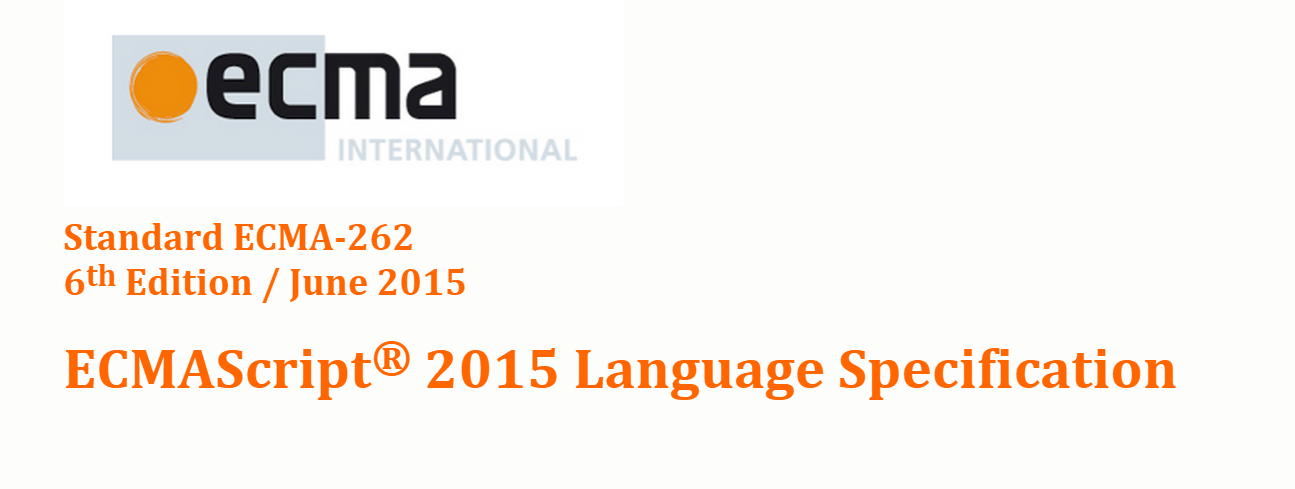 ecma
INTERNATIONAL
Standard ECMA-262
6th Edition / June 2015
ECMAScript® 2015 Language Specification